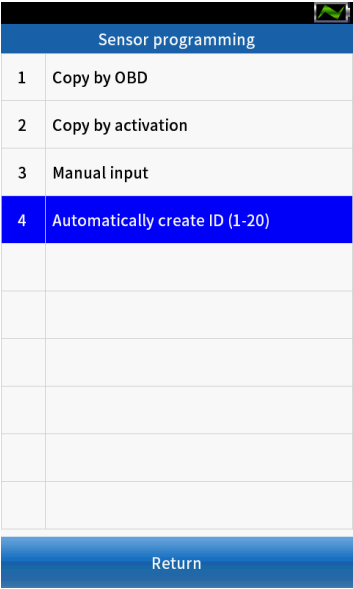 Sensor programming
1 Copy by OBD
2 Copy by activation
3 Manual input
4 Automatically create ID (1-20)
Return